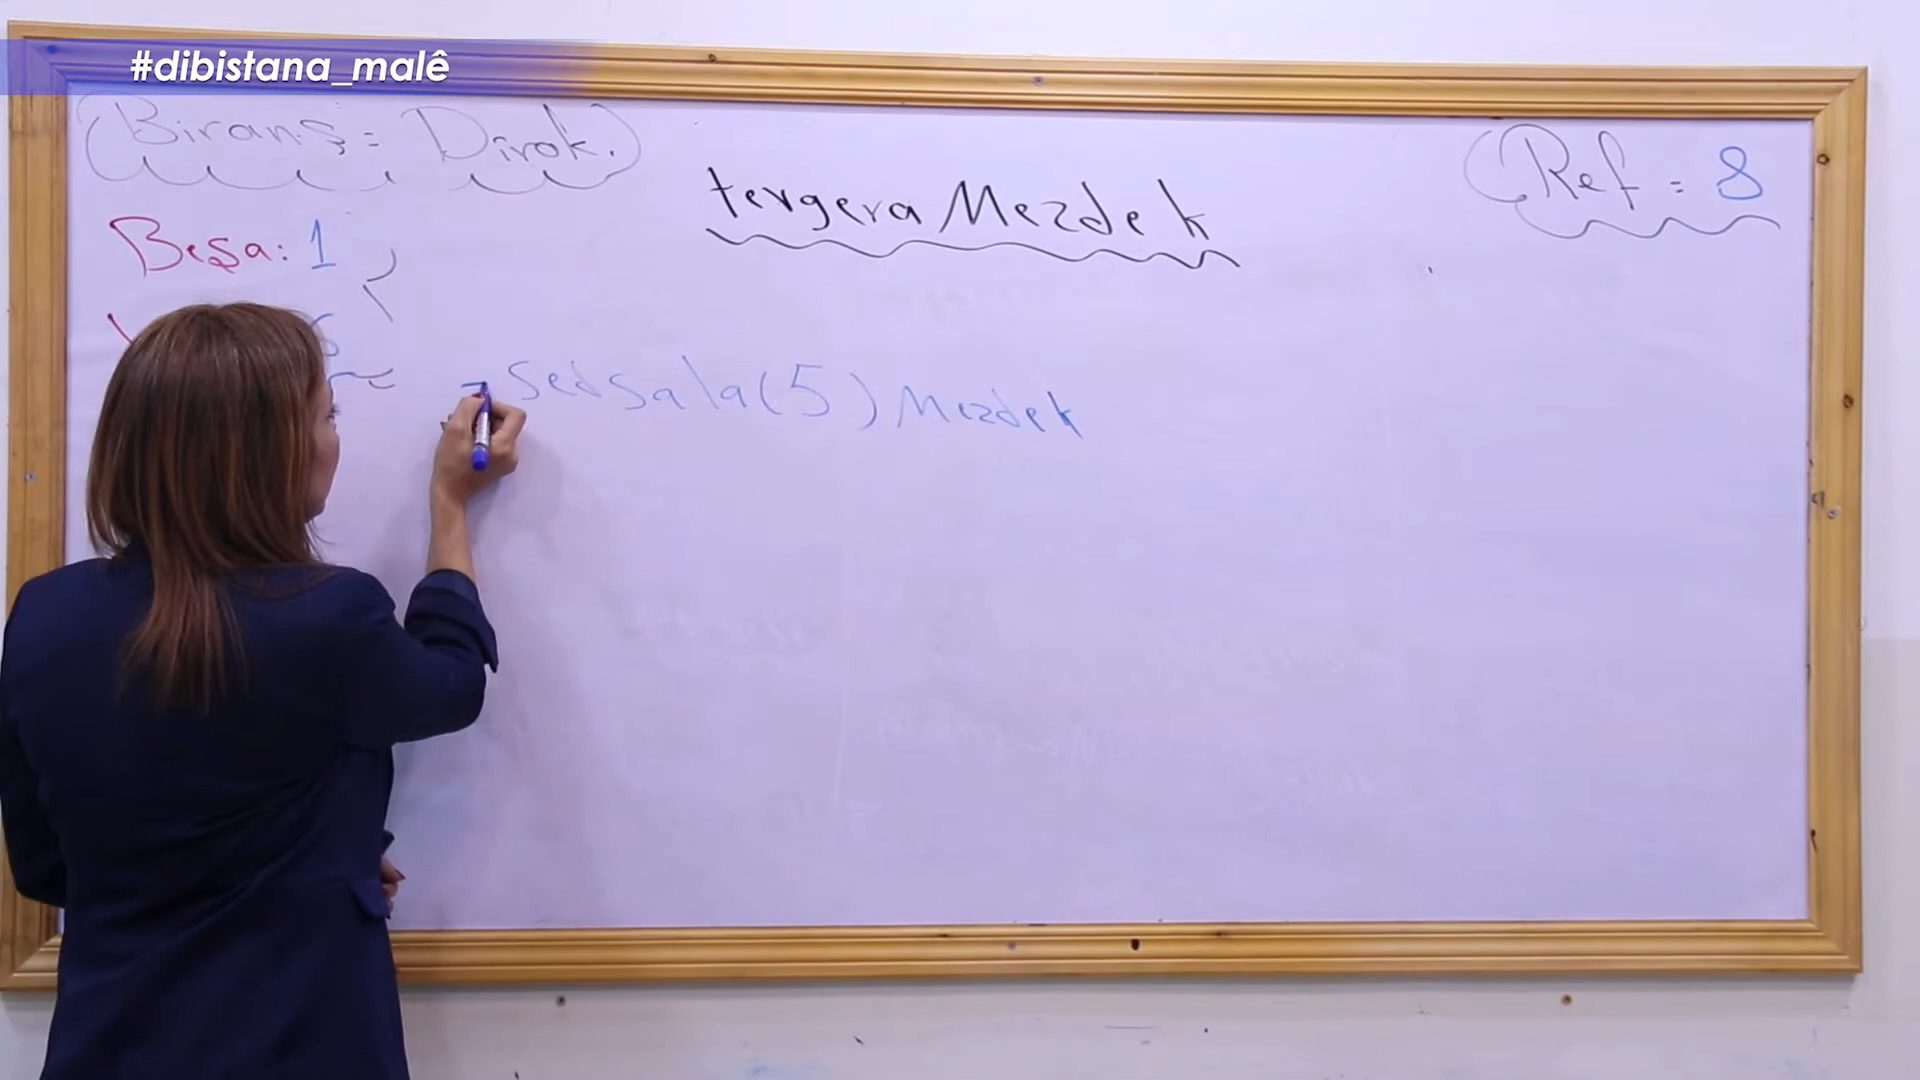 #dibistana_malê
(Biranş: Dîrok.)
tevgera Mezdek
(Ref = 8
Beşa: 1
- Sedsala (5) Mezdek